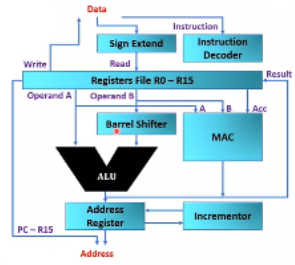 Data
Instruction
Sign Extend
Instruction
Decoder
Write
Read
Result
Registers File R0 – R15
Operand A
Operand B
A
B
Acc
Barrel Shifter
MAC
ALU
Address
Register
Incrementor
PC – R15
Address